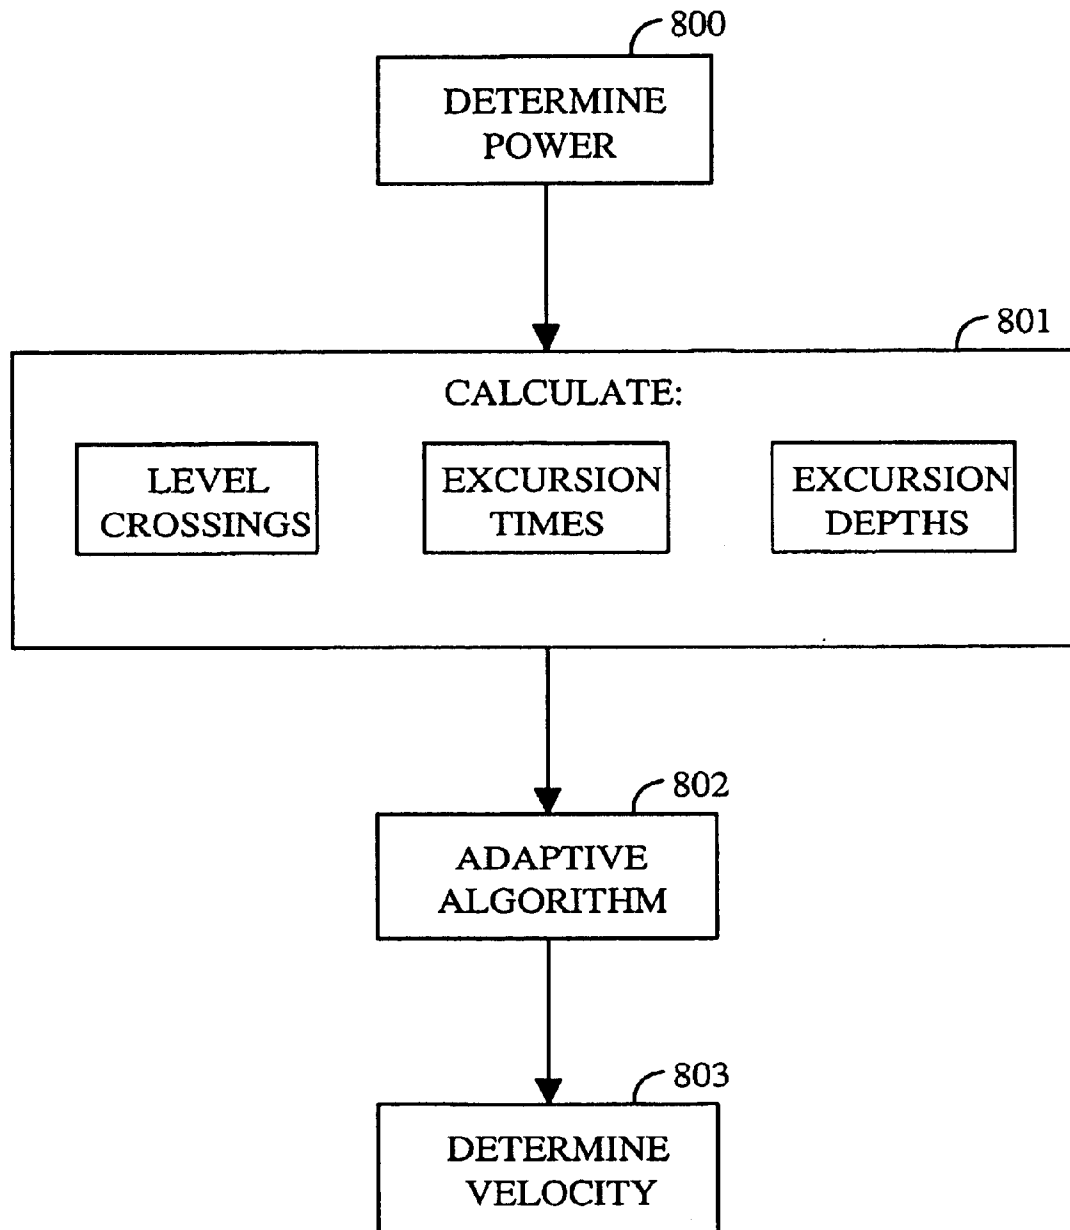 800
DETERMINE
POWER
801
CALCULATE:
LEVEL
CROSSINGS
EXCURSION
TIMES
EXCURSION
DEPTHS
802
ADAPTIVE
ALGORITHM
803
DETERMINE
VELOCITY